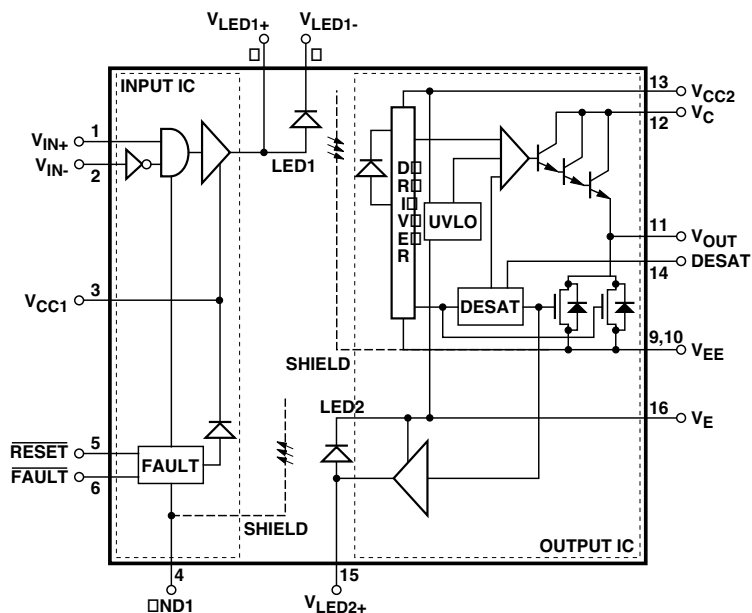 VLED1+
VLED1-
□
□
INPUT IC
13
VCC2
VC
12
VIN+
1
VIN-
2
LED1
D□
R□
I□
V□
E□
R
UVLO
11
VOUT
DESAT
14
VCC1
3
DESAT
9,10
VEE
SHIELD
LED2
16
VE
RESET
5
FAULT
FAULT
6
SHIELD
OUTPUT IC
4
□ND1
15
VLED2+